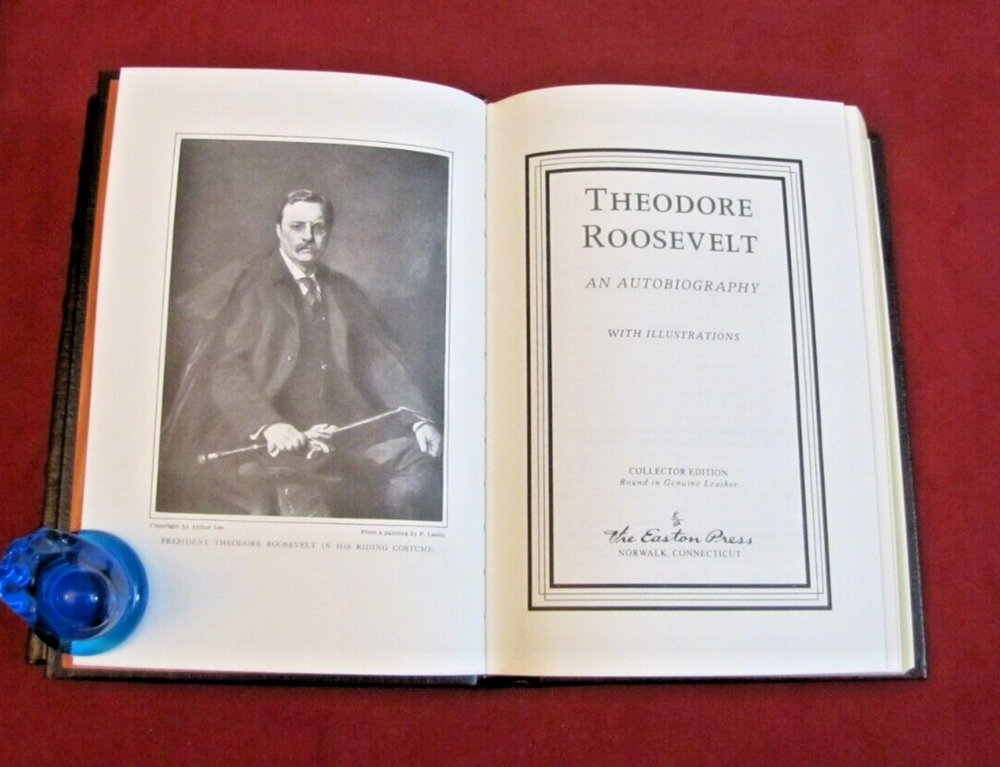 Copyright by Arthur Lee
From a painting by P. Laszlo.
PRESIDENT THEODORE ROOSEVELT IN HIS RIDING COSTUME.
THEODORE
ROOSEVELT
AN AUTOBIOGRAPHY
WITH ILLUSTRATIONS
COLLECTOR EDITION
Bound in Genuine Leather
The Easton Press
NORWALK, CONNECTICUT